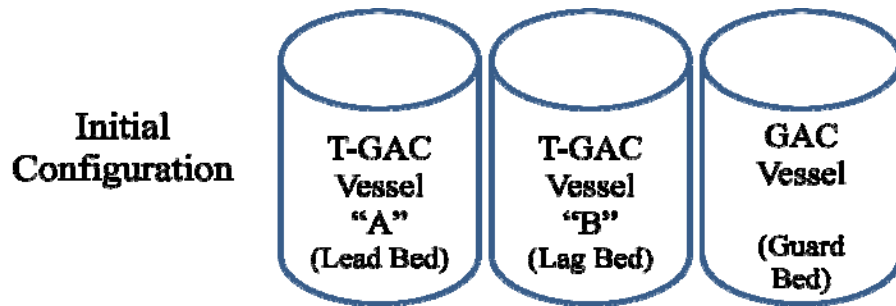 Initial
Configuration
T-GAC
Vessel
“A”
(Lead Bed)
T-GAC
Vessel
“B”
(Lag Bed)
GAC
Vessel
(Guard
Bed)